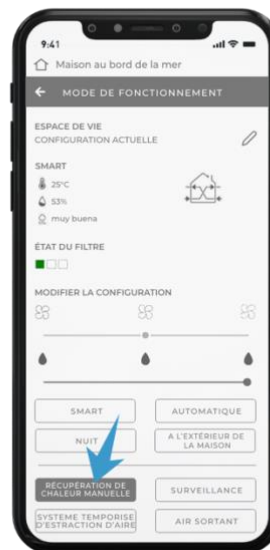 9:41
Maison au bord de la mer
MODE DE FONCTIONNEMENT
ESPACE DE VIE
CONFIGURATION ACTUELLE
SMART
25°C
53%
muy buena
ÉTAT DU FILTRE
MODIFIER LA CONFIGURATION
SMART
AUTOMATIQUE
NUIT
A L'EXTÉRIEUR DE
LA MAISON
RÉCUPÉRATION DE
CHALEUR MANUELLE
SURVEILLANCE
SYSTEME TEMPORISE
D'ESTRACTION D'AIRE
AIR SORTANT